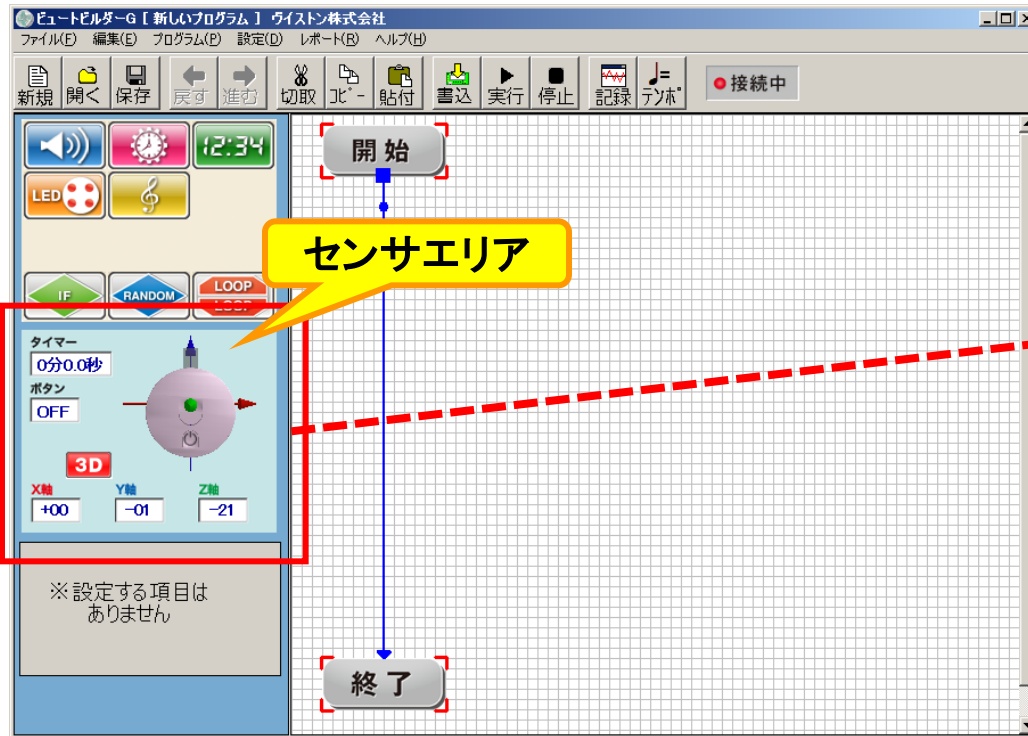 ビュートビルダーG [ 新しいプログラム ] ヴイストン株式会社
ファイル(F) 編集(E) プログラム(P) 設定(D) レポート(R) ヘルプ(H)
新規 開く 保存 戻す 進む 切取 コピー 貼付 書込 実行 停止 記録 テンポ 接続中
12:34
LED
IF RANDOM LOOP
LOOP
開始
センサエリア
タイマー
0分0.0秒
ボタン
OFF
3D
X軸 Y軸 Z軸
+00 -01 -21
※設定する項目は
ありません
終了